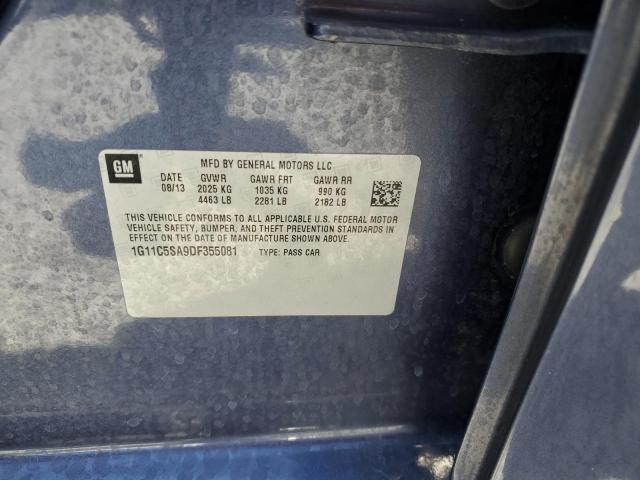 GM
MFD BY GENERAL MOTORS LLC
DATE GVWR GAWR FRT GAWR RR
08/13 2025 KG 1035 KG 990 KG
4463 LB 2281 LB 2182 LB
THIS VEHICLE CONFORMS TO ALL APPLICABLE U.S. FEDERAL MOTOR
VEHICLE SAFETY, BUMPER, AND THEFT PREVENTION STANDARDS IN
EFFECT ON THE DATE OF MANUFACTURE SHOWN ABOVE.
1G11C5SA9DF355081 TYPE: PASS CAR